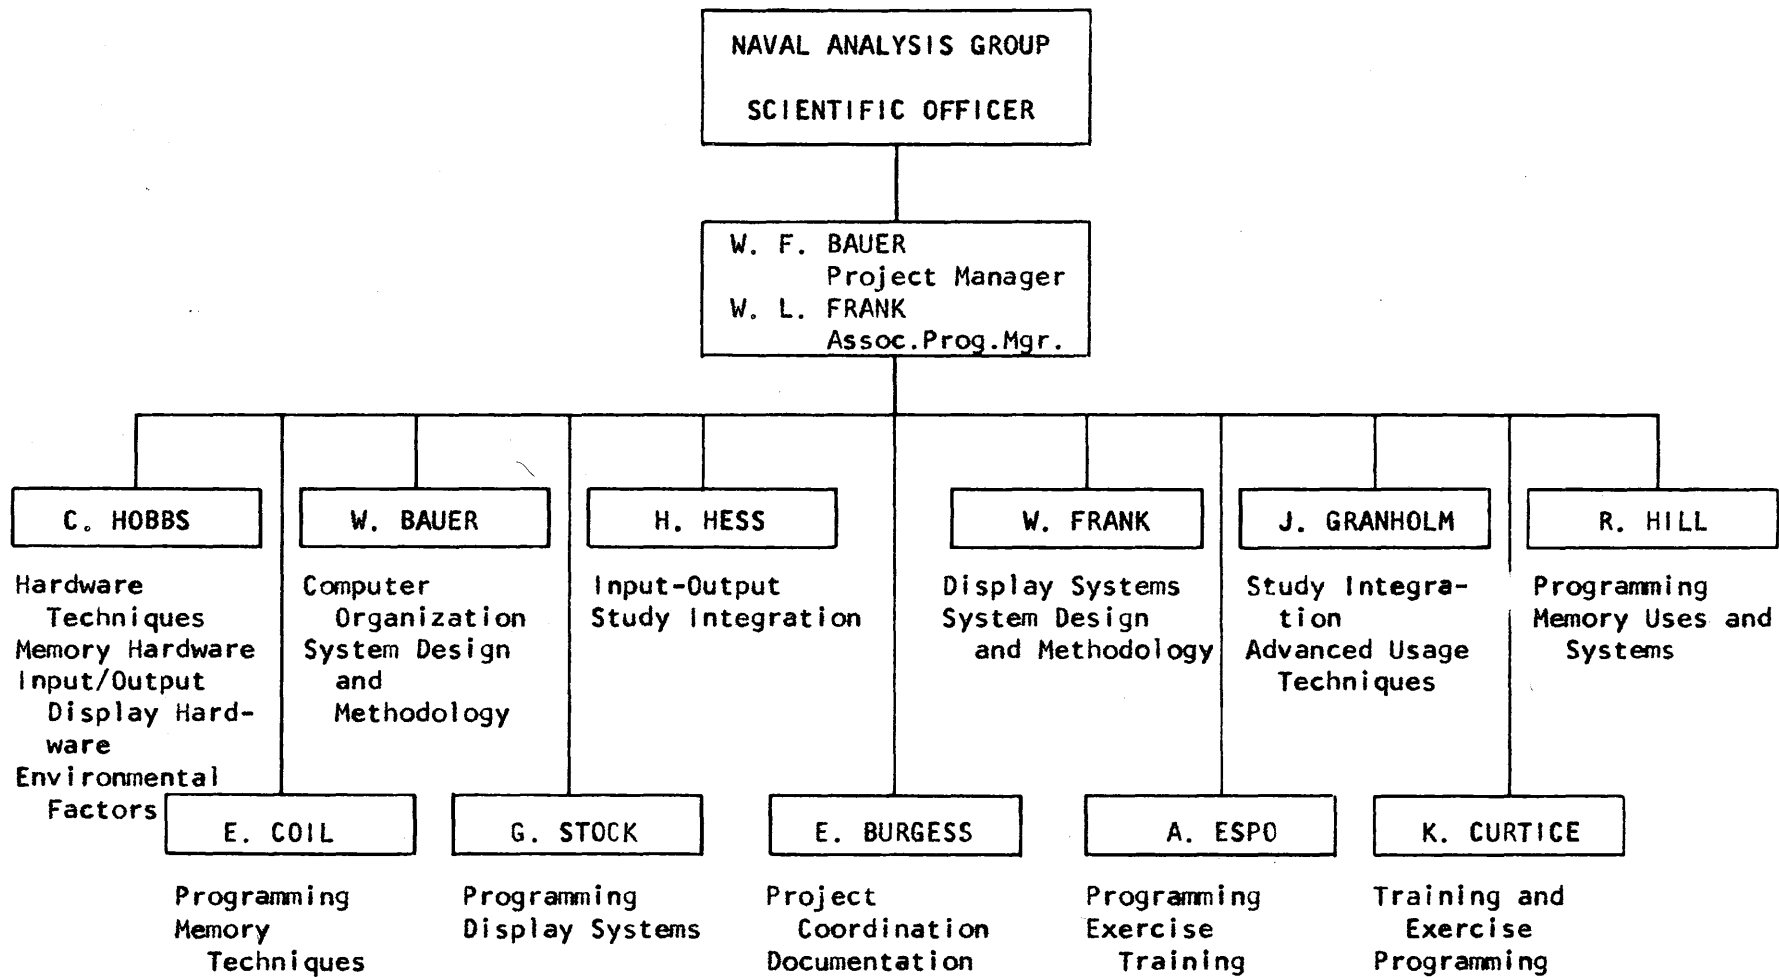 NAVAL ANALYSIS GROUP
SCIENTIFIC OFFICER
W. F. BAUER
Project Manager
W. L. FRANK
Assoc.Prog.Mgr.
C. HOBBS
Hardware
Techniques
Memory Hardware
Input/Output
Display Hard-
ware
Environmental
Factors
W. BAUER
Computer
Organization
System Design
and
Methodology
H. HESS
Input-Output
Study Integration
W. FRANK
Display Systems
System Design
and Methodology
J. GRANHOLM
Study Integra-
tion
Advanced Usage
Techniques
R. HILL
Programming
Memory Uses and
Systems
E. COIL
Programming
Memory
Techniques
G. STOCK
Programming
Display Systems
E. BURGESS
Project
Coordination
Documentation
A. ESPO
Programming
Exercise
Training
K. CURTICE
Training and
Exercise
Programming